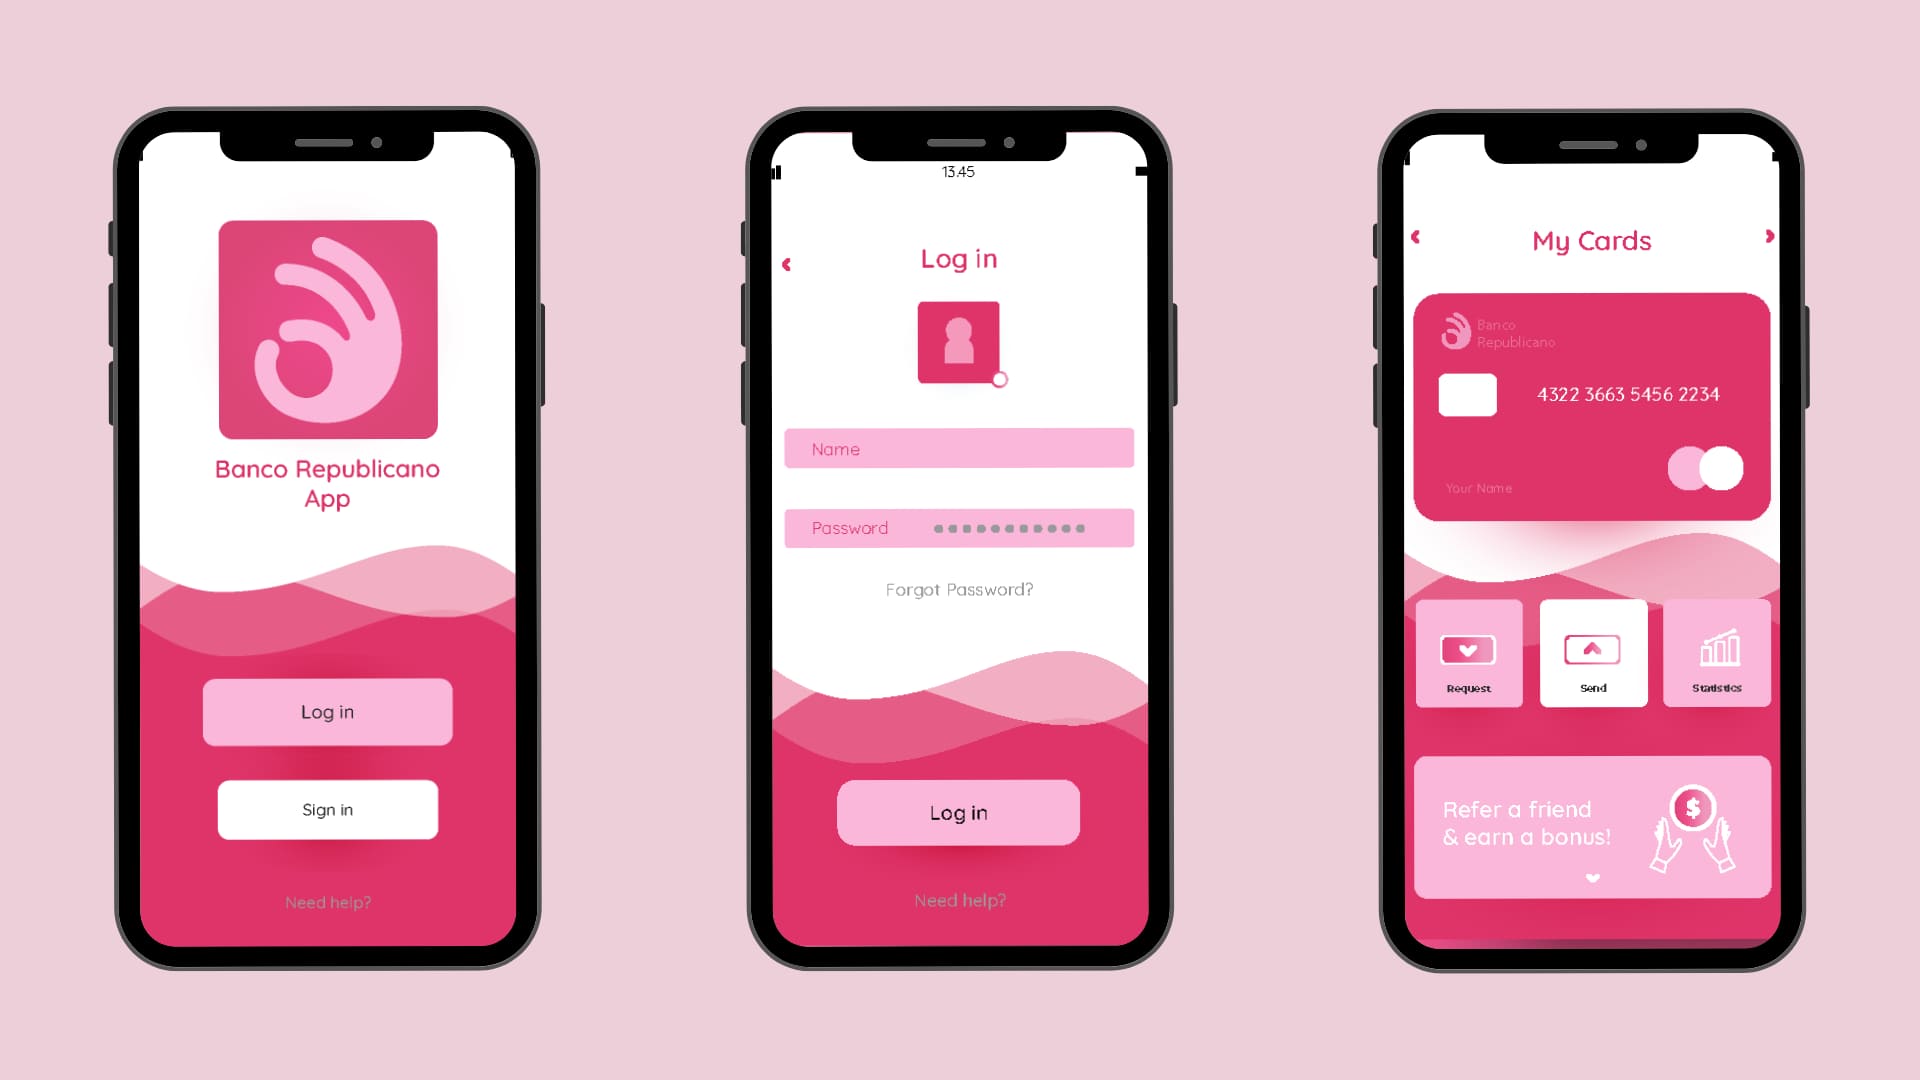 Banco Republicano
App
Log in
Sign in
Need help?
13.45
Log in
Name
Password
Forgot Password?
Log in
Need help?
My Cards
Banco
Republicano
4322 3663 5456 2234
Your Name
Request
Send
Statistics
Refer a friend
& earn a bonus!